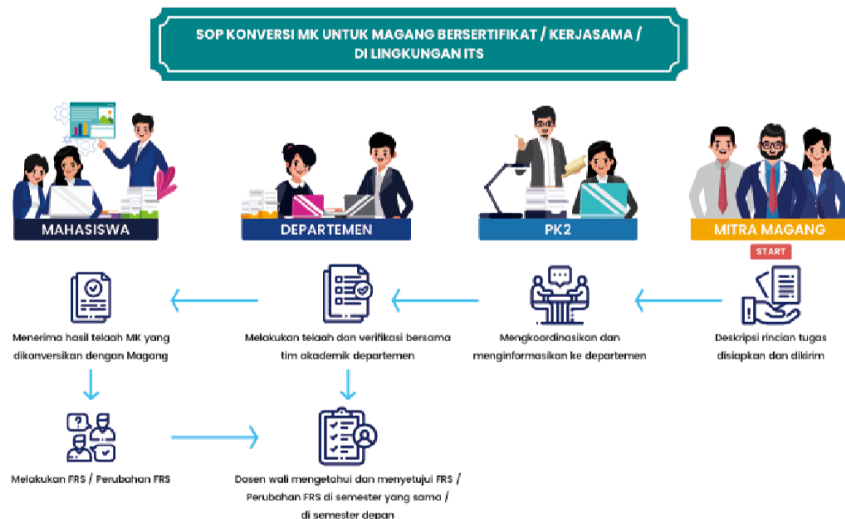 SOP KONVERSI MK UNTUK MAGANG BERSERTIFIKAT / KERJASAMA /
DI LINGKUNGAN ITS
MAHASISWA
DEPARTEMEN
PK2
MITRA MAGANG
START
Menerima hasil telaah MK yang
dikonversikan dengan Magang
Melakukan telaah dan verifikasi bersama
tim akademik departemen
Mengkoordinasikan dan
menginformasikan ke departemen
Deskripsi rincian tugas
disiapkan dan dikirim
Melakukan FRS / Perubahan FRS
Dosen wali mengetahui dan menyetujui FRS /
Perubahan FRS di semester yang sama /
di semester depan